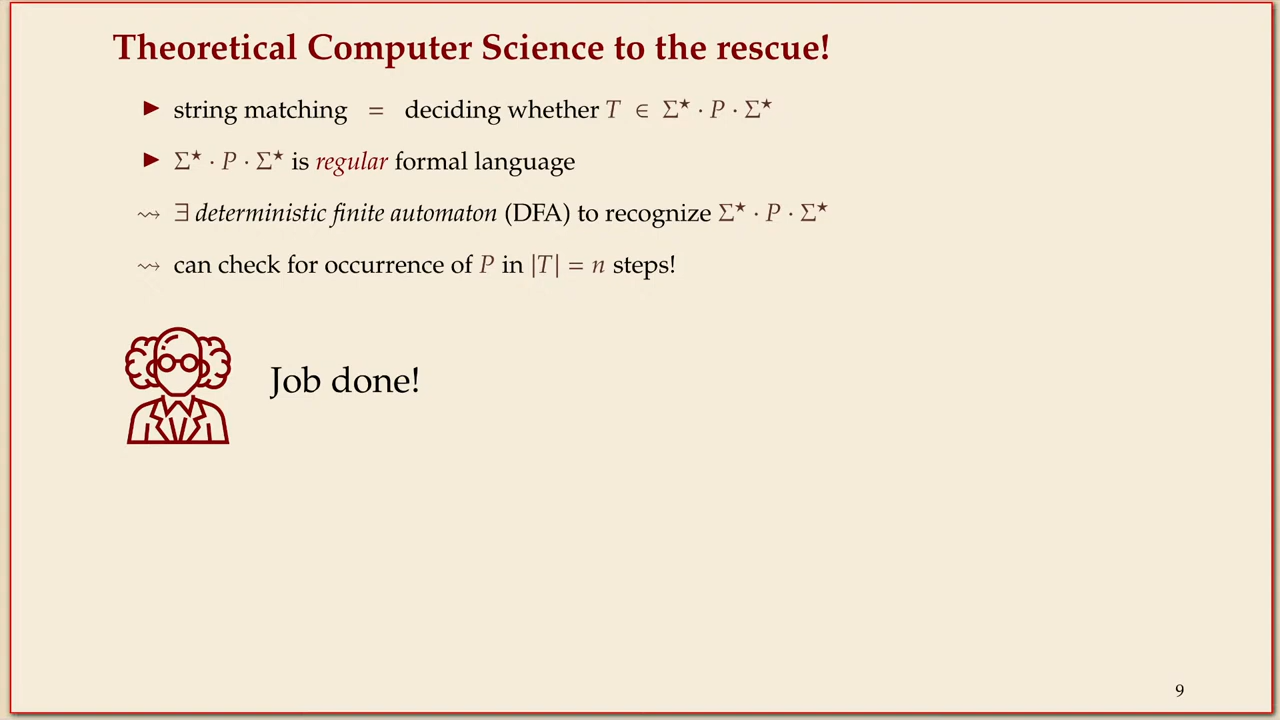 Theoretical Computer Science to the rescue!
▶ string matching = deciding whether T ∈ Σ⋆ · P · Σ⋆
▶ Σ⋆ · P · Σ⋆ is regular formal language
⇝ ∃ deterministic finite automaton (DFA) to recognize Σ⋆ · P · Σ⋆
⇝ can check for occurrence of P in |T| = n steps!
Job done!
9